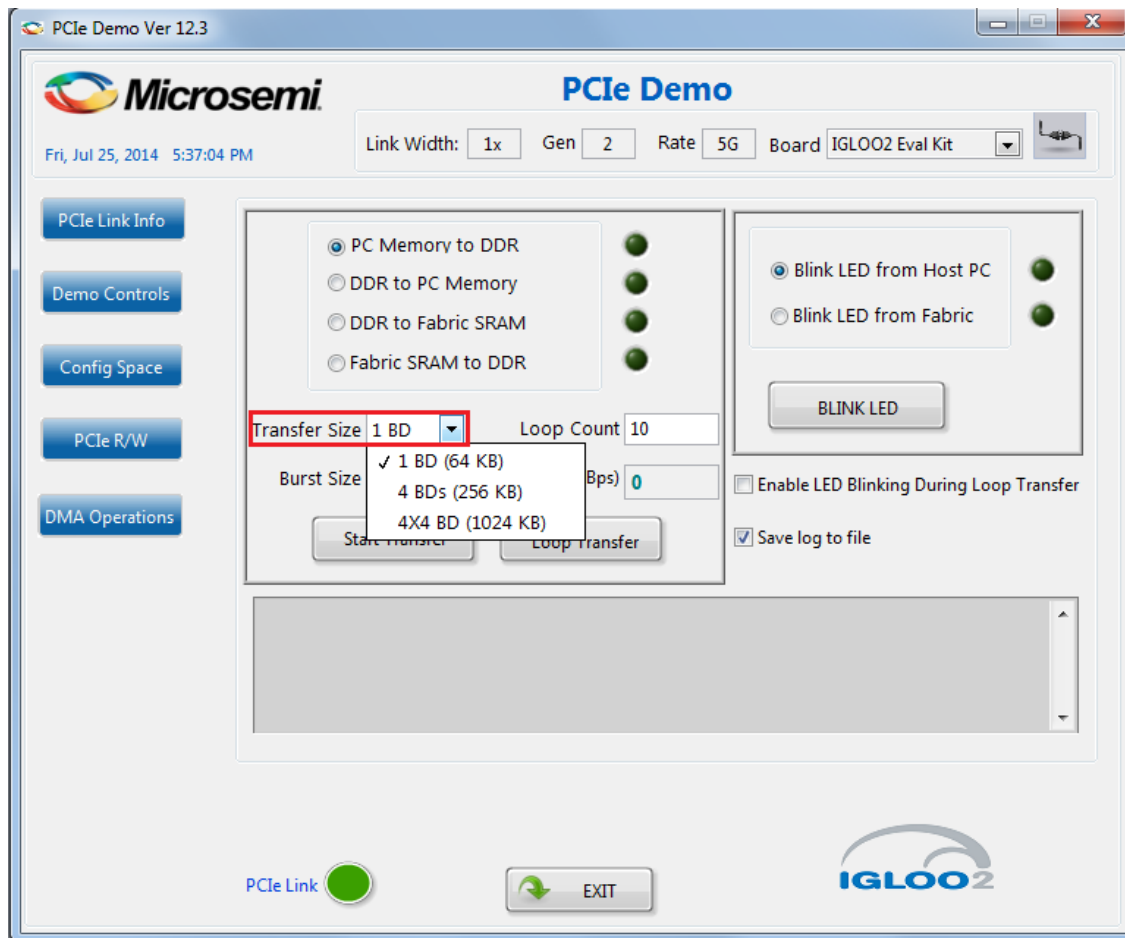 PCIe Demo Ver 12.3
Microsemi.
PCIe Demo
Fri, Jul 25, 2014 5:37:04 PM
Link Width: 1x Gen 2 Rate 5G Board IGLOO2 Eval Kit
PCIe Link Info
Demo Controls
Config Space
PCIe R/W
DMA Operations
PC Memory to DDR
DDR to PC Memory
DDR to Fabric SRAM
Fabric SRAM to DDR
Transfer Size 1 BD Loop Count 10
✓ 1 BD (64 KB)
4 BDs (256 KB)
4X4 BD (1024 KB)
Burst Size Bps) 0
Start Transfer Loop Transfer
Blink LED from Host PC
Blink LED from Fabric
BLINK LED
Enable LED Blinking During Loop Transfer
Save log to file
PCIe Link
EXIT
IGLOO2